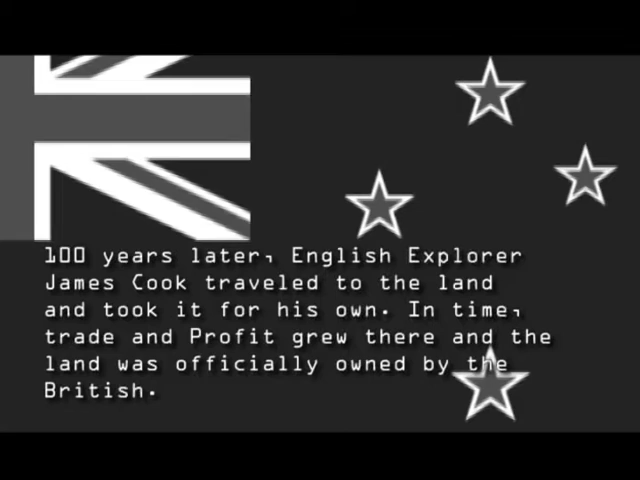 100 years later, English Explorer
James Cook traveled to the land
and took it for his own. In time,
trade and Profit grew there and the
land was officially owned by the
British.